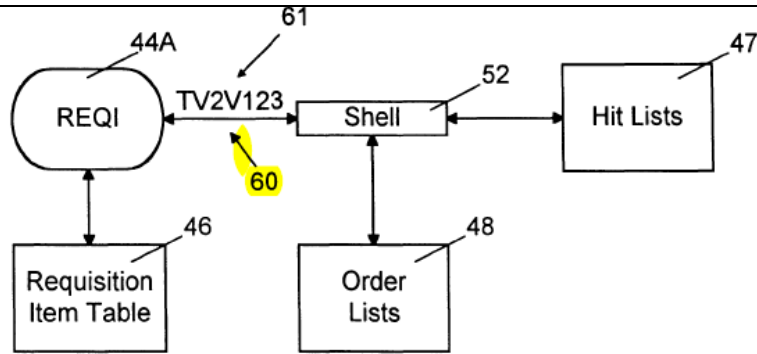 61
44A
47
52
TV2V123
REQI
Shell
Hit Lists
60
46
48
Requisition
Item Table
Order
Lists